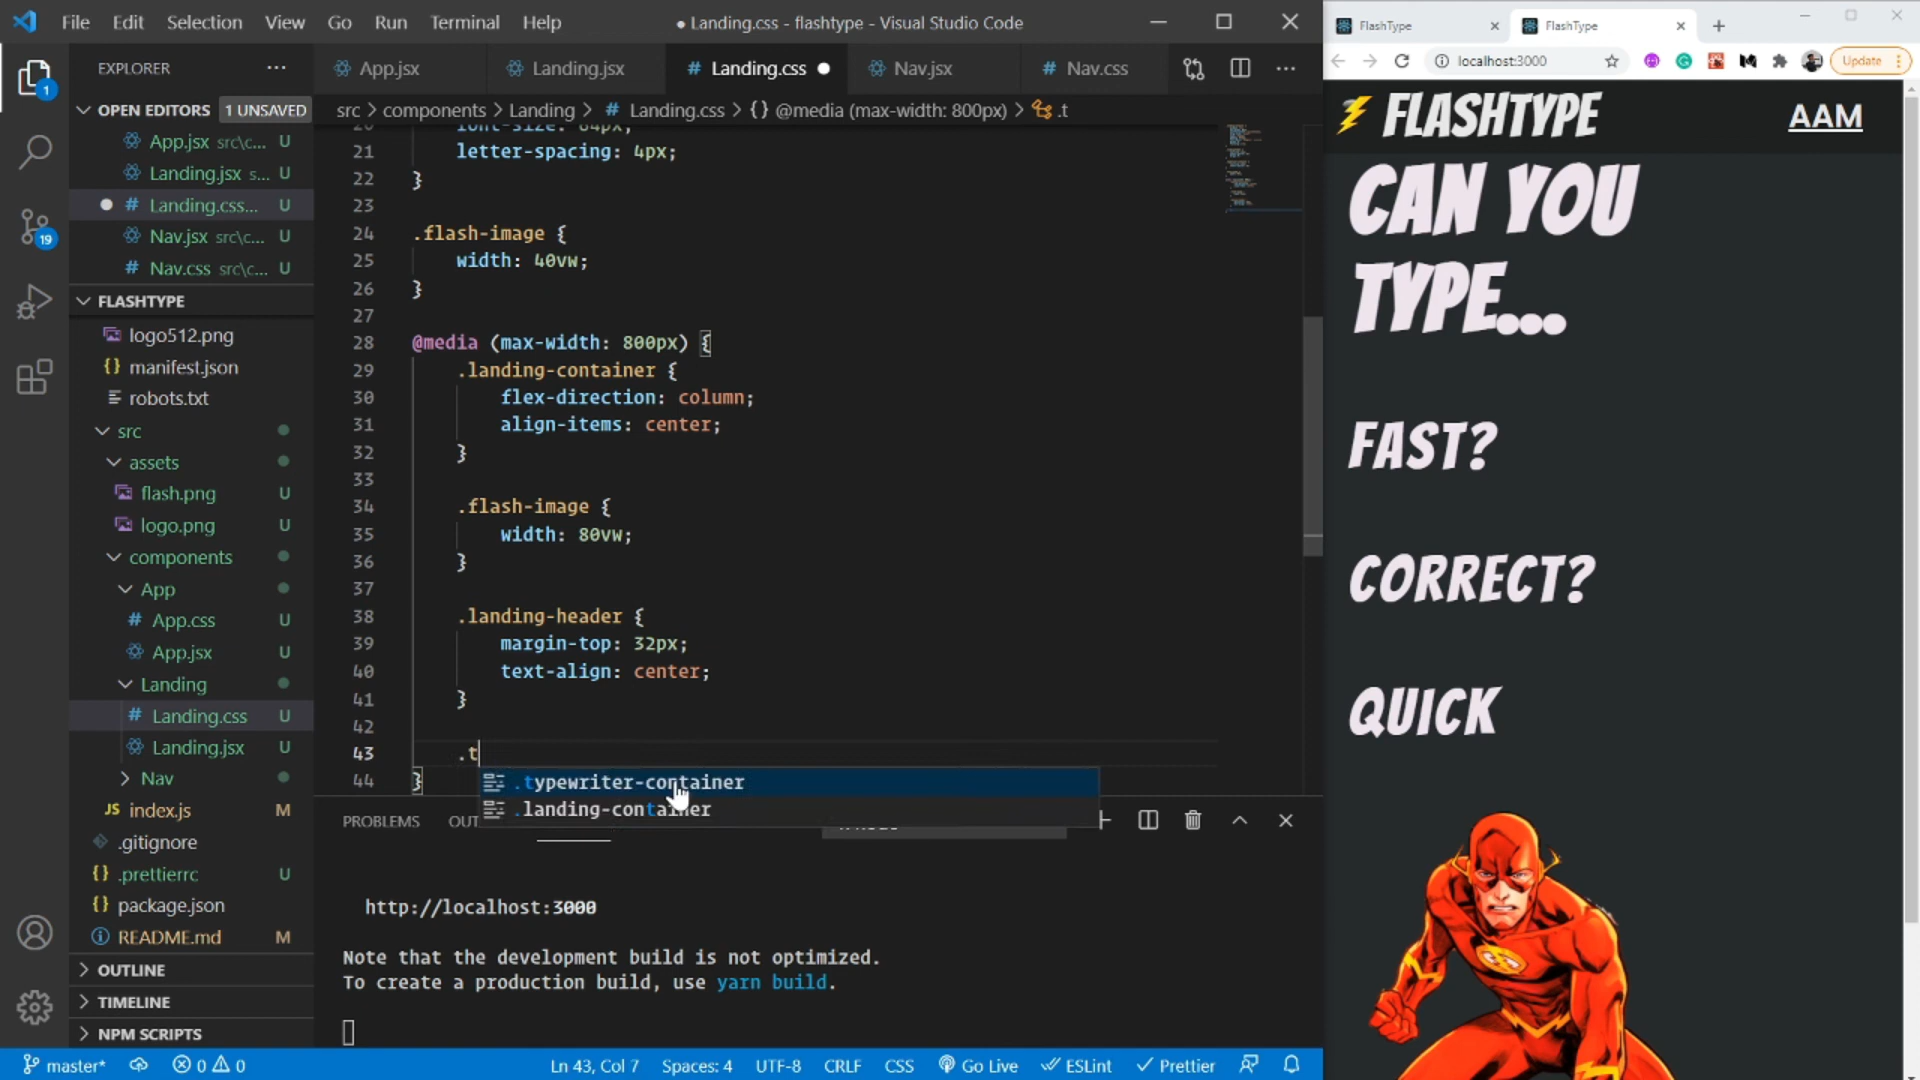 File Edit Selection View Go Run Terminal Help
● Landing.css - flashtype - Visual Studio Code
EXPLORER
OPEN EDITORS 1 UNSAVED
App.jsx src\c... U
Landing.jsx s... U
Landing.css... U
Nav.jsx src\c... U
Nav.css src\c... U
FLASHTYPE
logo512.png
manifest.json
robots.txt
src
assets
flash.png U
logo.png U
components
App
App.css U
App.jsx U
Landing
Landing.css U
Landing.jsx U
Nav
index.js M
.gitignore
.prettierrc U
package.json
README.md M
OUTLINE
TIMELINE
NPM SCRIPTS
1
19
App.jsx Landing.jsx Landing.css Nav.jsx Nav.css
src > components > Landing > # Landing.css > {} @media (max-width: 800px) > .t
20 font-size: 64px;
21 letter-spacing: 4px;
22 }
23
24 .flash-image {
25 width: 40vw;
26 }
27
28 @media (max-width: 800px) {
29 .landing-container {
30 flex-direction: column;
31 align-items: center;
32 }
33
34 .flash-image {
35 width: 80vw;
36 }
37
38 .landing-header {
39 margin-top: 32px;
40 text-align: center;
41 }
42
43 .t
44 }
.typewriter-container
.landing-container
PROBLEMS OUT
http://localhost:3000
Note that the development build is not optimized.
To create a production build, use yarn build.
master* 0 0 Ln 43, Col 7 Spaces: 4 UTF-8 CRLF CSS Go Live ESLint Prettier
FlashType FlashType
localhost:3000 Update
FLASHTYPE AAM
CAN YOU
TYPE...
FAST?
CORRECT?
QUICK